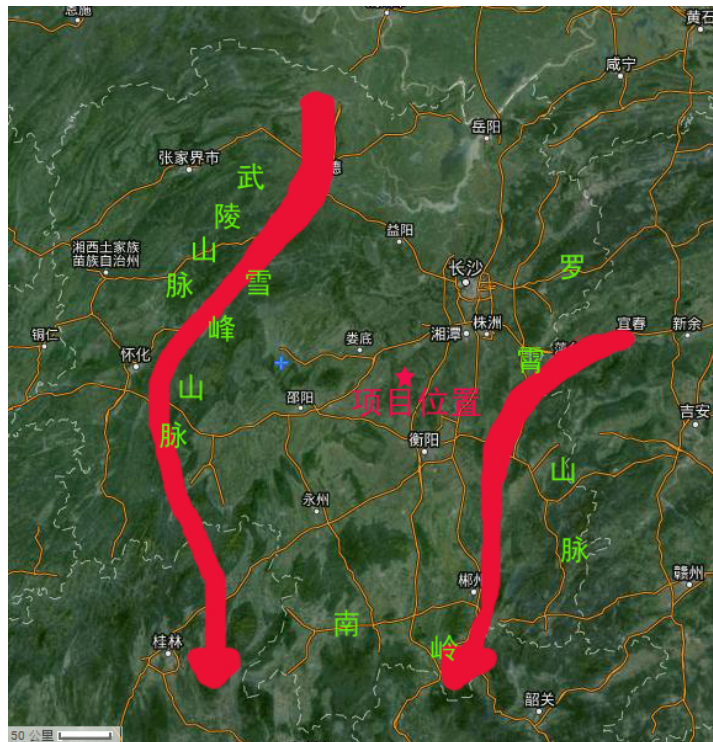 恩施
黄石
咸宁
岳阳
张家界市
德
武
陵
山
脉
益阳
湘西土家族
苗族自治州
长沙
罗
雪
峰
山
脉
铜仁
怀化
娄底
湘潭
株洲
宜春
新余
霄
项目位置
邵阳
衡阳
吉安
山
脉
永州
郴州
赣州
南
岭
桂林
韶关
50 公里